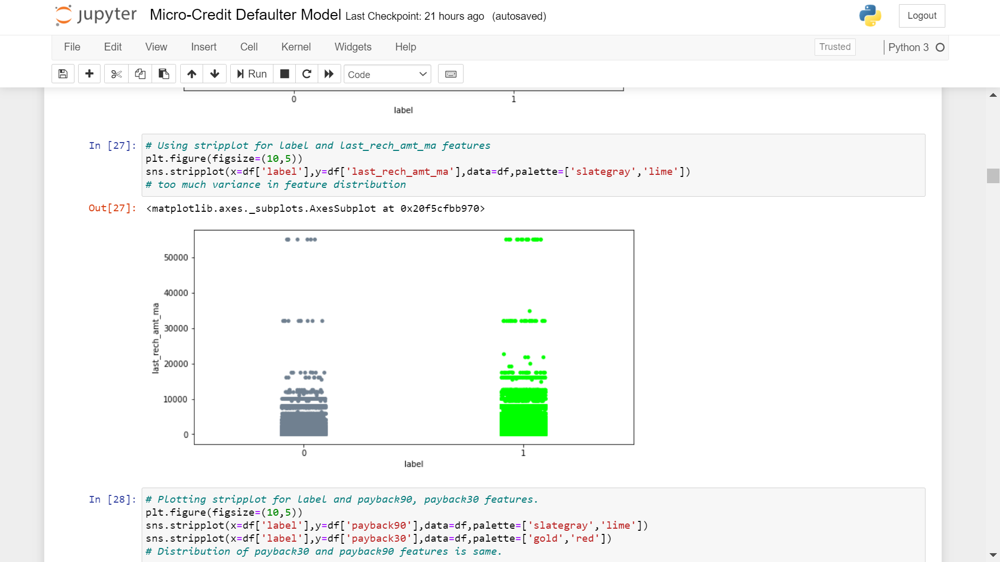 jupyter Micro-Credit Defaulter Model Last Checkpoint: 21 hours ago (autosaved) Logout
File Edit View Insert Cell Kernel Widgets Help Trusted Python 3
Run Code
0 1
label
In [27]: # Using stripplot for label and last_rech_amt_ma features
plt.figure(figsize=(10,5))
sns.stripplot(x=df['label'],y=df['last_rech_amt_ma'],data=df,palette=['slategray','lime'])
# too much variance in feature distribution
Out[27]: <matplotlib.axes._subplots.AxesSubplot at 0x20f5cfbb970>
50000
40000
30000
20000
10000
0
last_rech_amt_ma
0 1
label
In [28]: # Plotting stripplot for label and payback90, payback30 features.
plt.figure(figsize=(10,5))
sns.stripplot(x=df['label'],y=df['payback90'],data=df,palette=['slategray','lime'])
sns.stripplot(x=df['label'],y=df['payback30'],data=df,palette=['gold','red'])
# Distribution of payback30 and payback90 features is same.